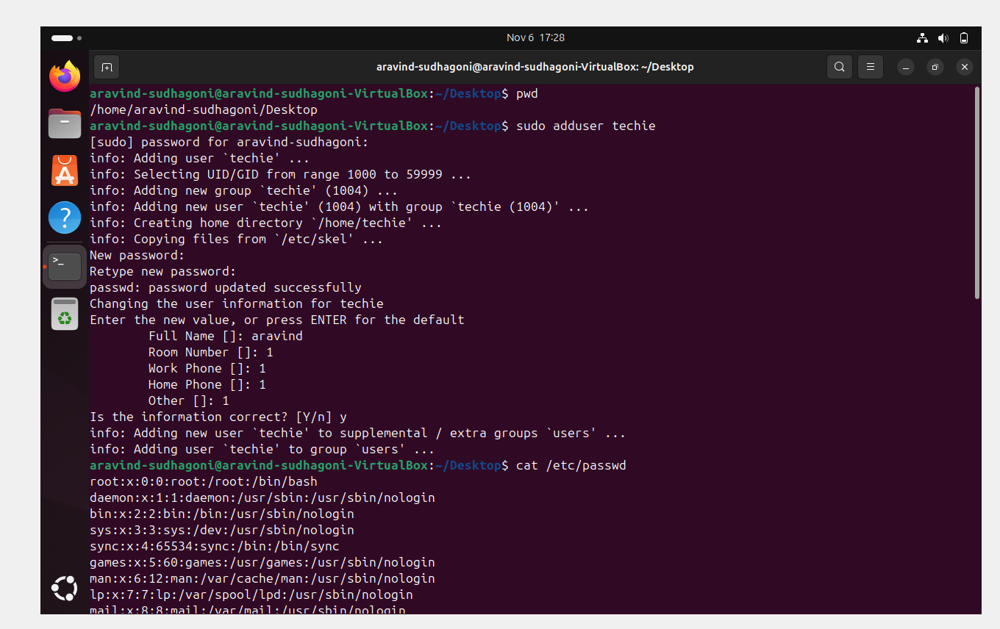 Nov 6 17:28
aravind-sudhagoni@aravind-sudhagoni-VirtualBox: ~/Desktop
aravind-sudhagoni@aravind-sudhagoni-VirtualBox:~/Desktop$ pwd
/home/aravind-sudhagoni/Desktop
aravind-sudhagoni@aravind-sudhagoni-VirtualBox:~/Desktop$ sudo adduser techie
[sudo] password for aravind-sudhagoni:
info: Adding user `techie' ...
info: Selecting UID/GID from range 1000 to 59999 ...
info: Adding new group `techie' (1004) ...
info: Adding new user `techie' (1004) with group `techie (1004)' ...
info: Creating home directory `/home/techie' ...
info: Copying files from `/etc/skel' ...
New password:
Retype new password:
passwd: password updated successfully
Changing the user information for techie
Enter the new value, or press ENTER for the default
        Full Name []: aravind
        Room Number []: 1
        Work Phone []: 1
        Home Phone []: 1
        Other []: 1
Is the information correct? [Y/n] y
info: Adding new user `techie' to supplemental / extra groups `users' ...
info: Adding user `techie' to group `users' ...
aravind-sudhagoni@aravind-sudhagoni-VirtualBox:~/Desktop$ cat /etc/passwd
root:x:0:0:root:/root:/bin/bash
daemon:x:1:1:daemon:/usr/sbin:/usr/sbin/nologin
bin:x:2:2:bin:/bin:/usr/sbin/nologin
sys:x:3:3:sys:/dev:/usr/sbin/nologin
sync:x:4:65534:sync:/bin:/bin/sync
games:x:5:60:games:/usr/games:/usr/sbin/nologin
man:x:6:12:man:/var/cache/man:/usr/sbin/nologin
lp:x:7:7:lp:/var/spool/lpd:/usr/sbin/nologin
mail:x:8:8:mail:/var/mail:/usr/sbin/nologin